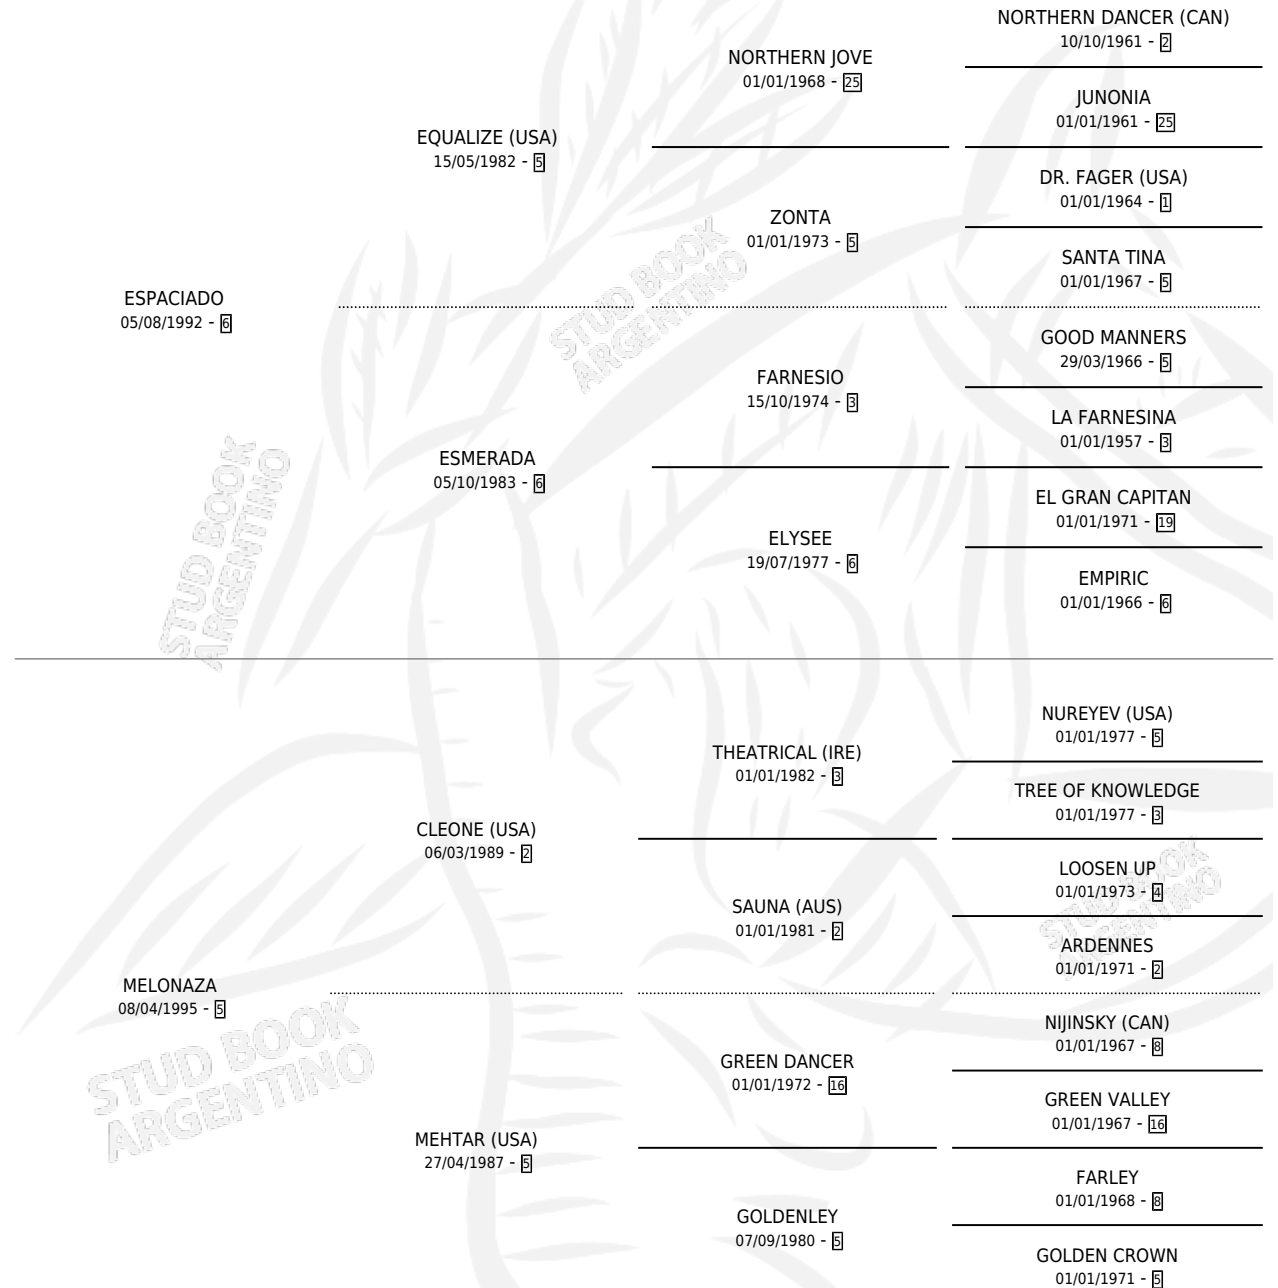 NORTHERN DANCER (CAN)
10/10/1961 - 2
NORTHERN JOVE
01/01/1968 - 25
JUNONIA
01/01/1961 - 25
EQUALIZE (USA)
15/05/1982 - 5
DR. FAGER (USA)
01/01/1964 - 1
ZONTA
01/01/1973 - 5
SANTA TINA
01/01/1967 - 5
ESPACIADO
05/08/1992 - 6
STUD BOOK
ARGENTINO
GOOD MANNERS
29/03/1966 - 5
FARNESIO
15/10/1974 - 3
LA FARNESINA
01/01/1957 - 3
ESMERADA
05/10/1983 - 6
EL GRAN CAPITAN
01/01/1971 - 19
ELYSEE
19/07/1977 - 6
EMPIRIC
01/01/1966 - 6
STUD BOOK
ARGENTINO
NUREYEV (USA)
01/01/1977 - 5
THEATRICAL (IRE)
01/01/1982 - 3
TREE OF KNOWLEDGE
01/01/1977 - 3
CLEONE (USA)
06/03/1989 - 2
LOOSEN UP
01/01/1973 - 4
SAUNA (AUS)
01/01/1981 - 2
ARDENNES
01/01/1971 - 2
STUD BOOK
ARGENTINO
MELONAZA
08/04/1995 - 5
NIJINSKY (CAN)
01/01/1967 - 8
GREEN DANCER
01/01/1972 - 16
GREEN VALLEY
01/01/1967 - 16
STUD BOOK
ARGENTINO
MEHTAR (USA)
27/04/1987 - 5
FARLEY
01/01/1968 - 8
GOLDENLEY
07/09/1980 - 5
GOLDEN CROWN
01/01/1971 - 5